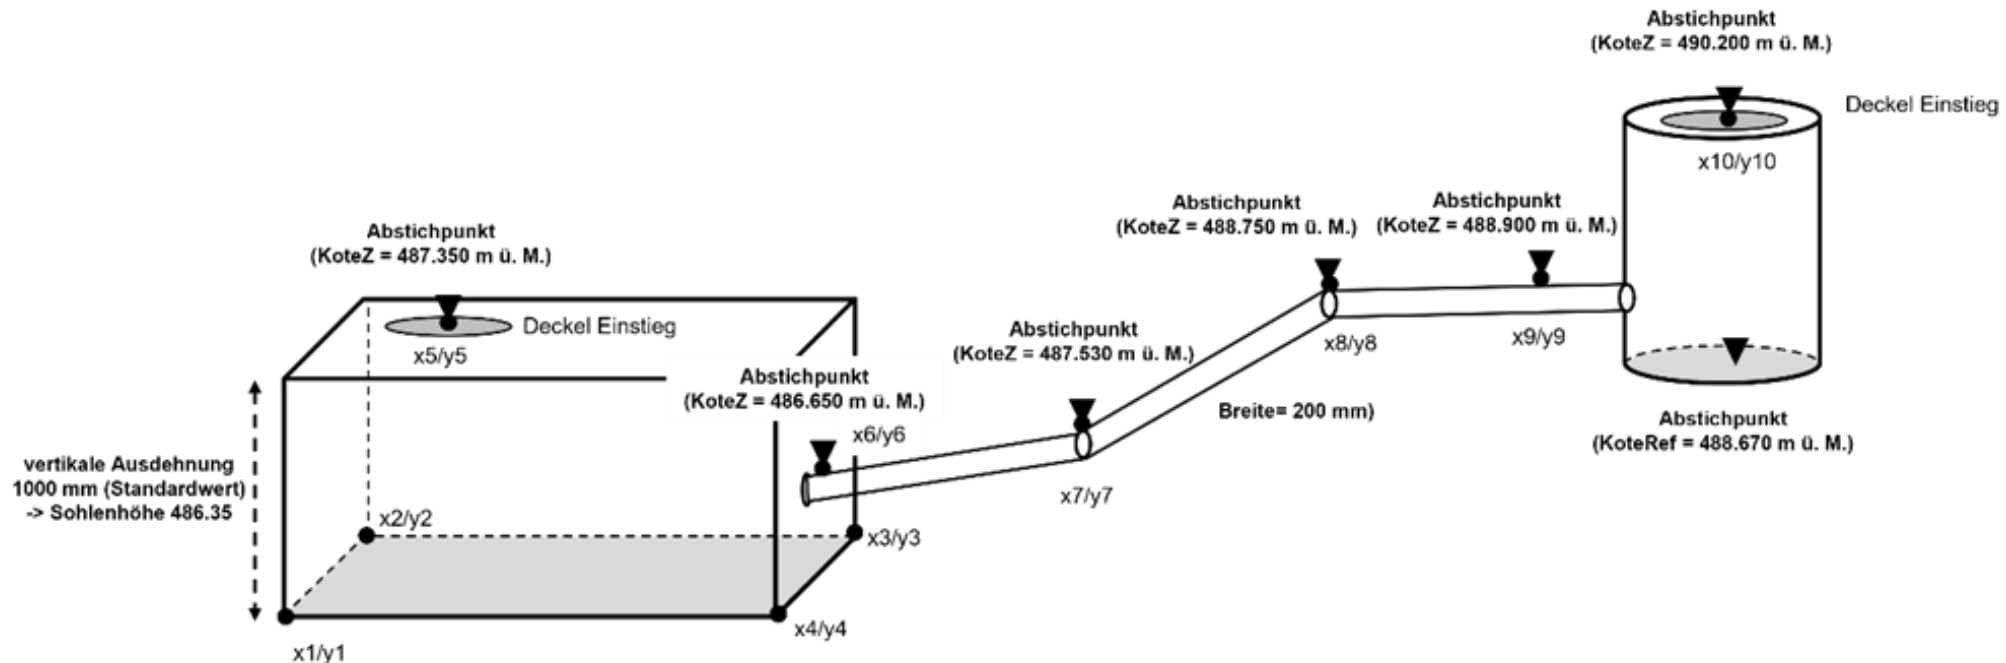 Abstichpunkt
(KoteZ = 490.200 m ü. M.)
Deckel Einstieg
x10/y10
Abstichpunkt
(KoteZ = 488.750 m ü. M.)
Abstichpunkt
(KoteZ = 488.900 m ü. M.)
Abstichpunkt
(KoteZ = 487.350 m ü. M.)
Deckel Einstieg
x5/y5
Abstichpunkt
(KoteZ = 487.530 m ü. M.)
x8/y8
x9/y9
Abstichpunkt
(KoteZ = 486.650 m ü. M.)
x6/y6
Breite= 200 mm)
Abstichpunkt
(KoteRef = 488.670 m ü. M.)
vertikale Ausdehnung
1000 mm (Standardwert)
-> Sohlenhöhe 486.35
x7/y7
x2/y2
x3/y3
x4/y4
x1/y1